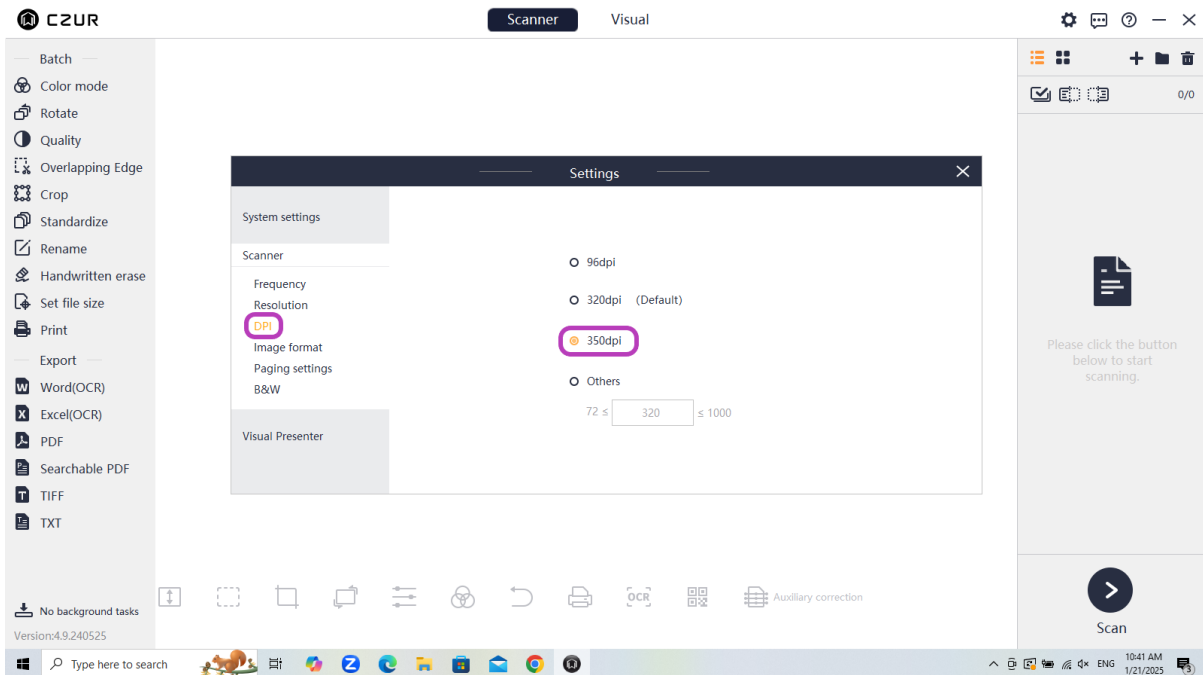 CZUR
Scanner
Visual
Batch
Color mode
Rotate
Quality
Overlapping Edge
Crop
Standardize
Rename
Handwritten erase
Set file size
Print
Export
Word(OCR)
Excel(OCR)
PDF
Searchable PDF
TIFF
TXT
No background tasks
Version:4.9.240525
Settings
System settings
Scanner
Frequency
Resolution
DPI
Image format
Paging settings
B&W
Visual Presenter
96dpi
320dpi (Default)
350dpi
Others
72 ≤ 320 ≤ 1000
OCR
Auxiliary correction
0/0
Please click the button
below to start
scanning.
Scan
Type here to search
ENG
10:41 AM
1/21/2025
3